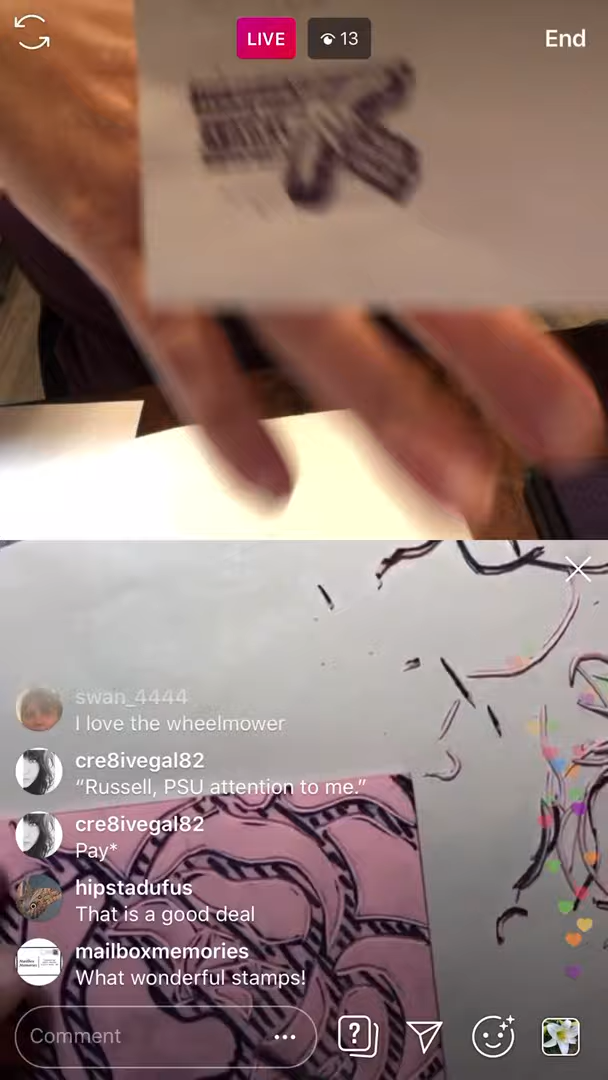 LIVE
13
End
swan_4444
I love the wheelmower
cre8ivegal82
“Russell, PSU attention to me.”
cre8ivegal82
Pay*
hipstadufus
That is a good deal
mailboxmemories
What wonderful stamps!
Comment